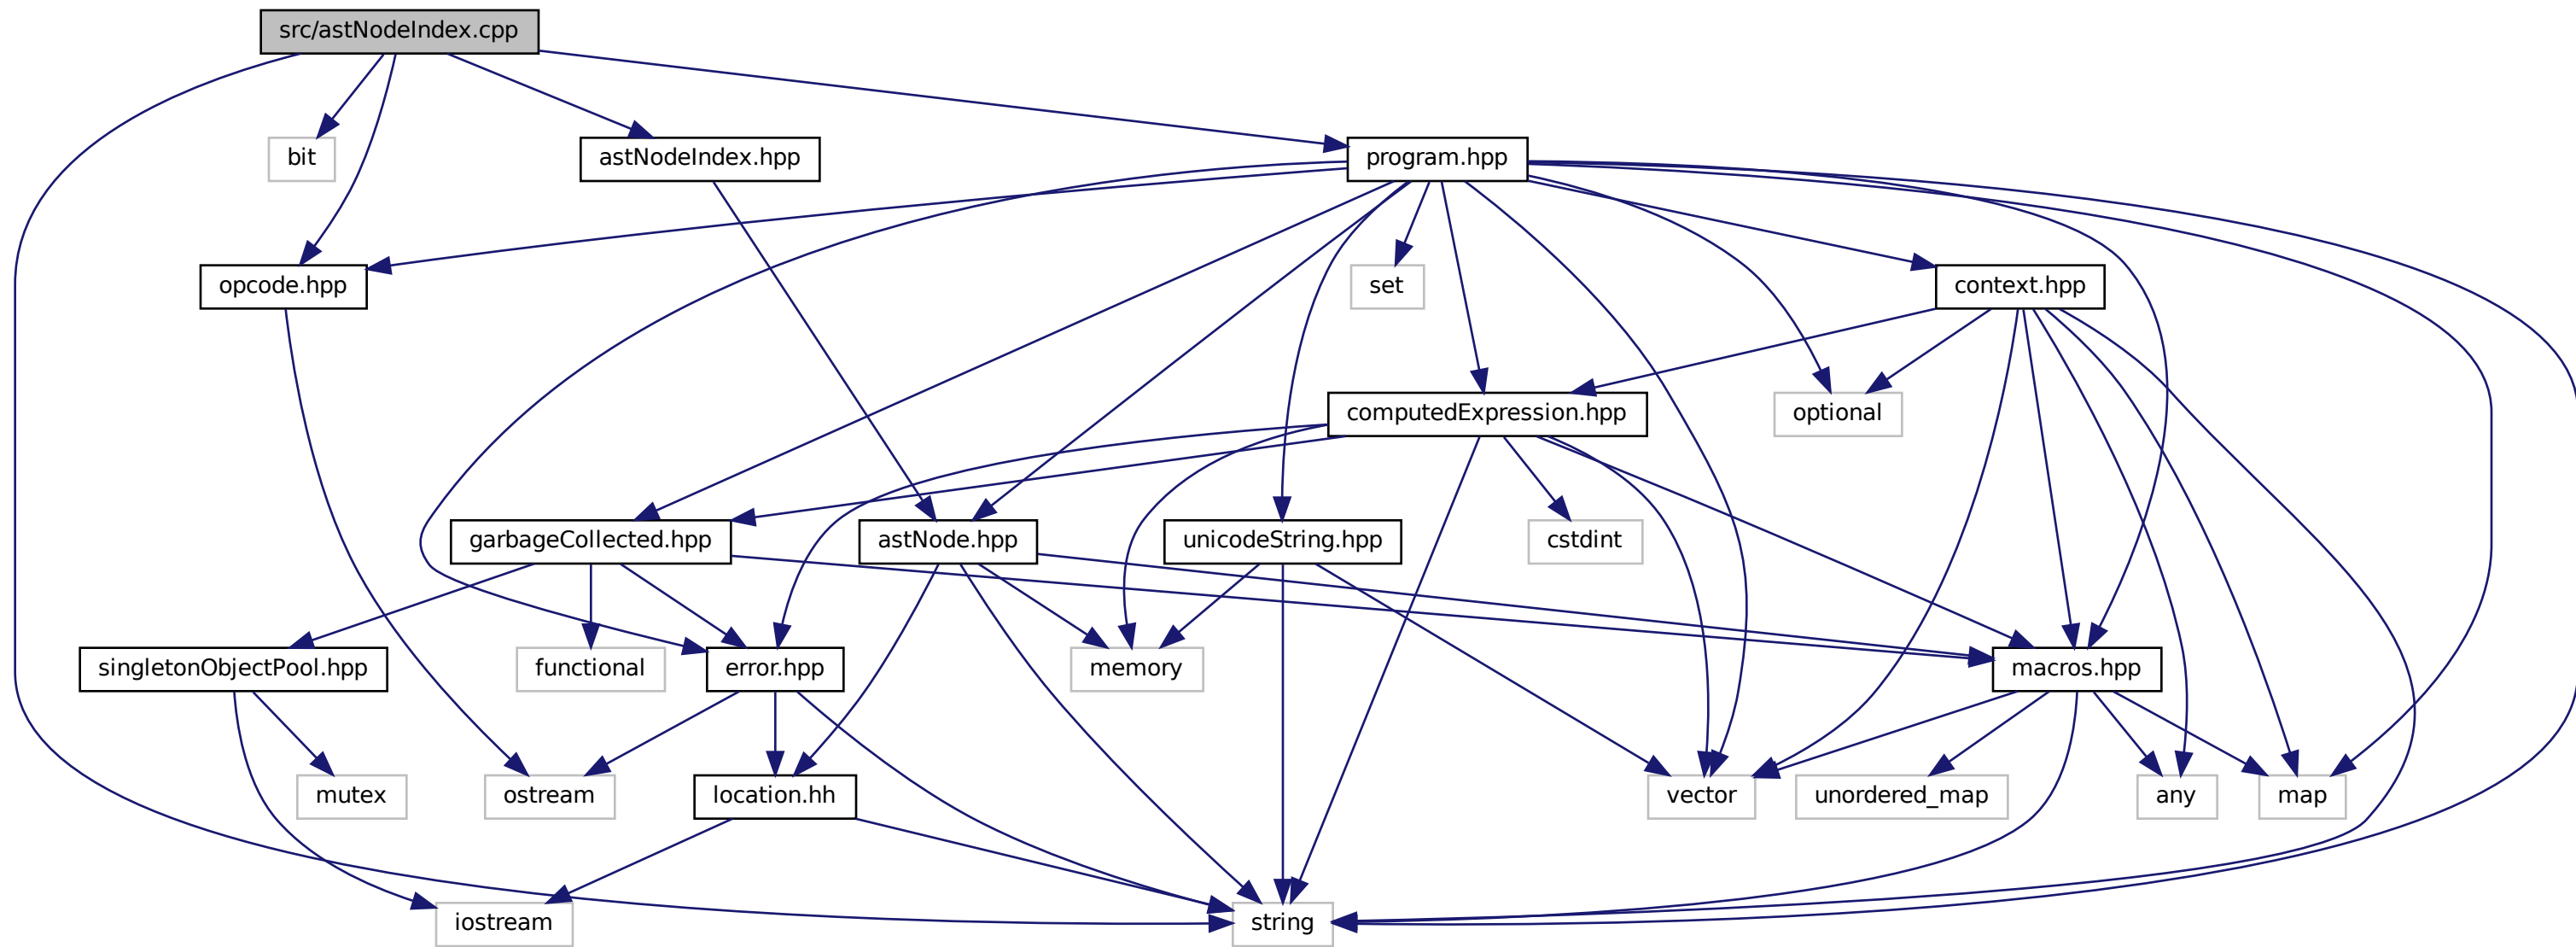 src/astNodeIndex.cpp
bit
astNodeIndex.hpp
program.hpp
opcode.hpp
set
context.hpp
computedExpression.hpp
optional
garbageCollected.hpp
astNode.hpp
unicodeString.hpp
cstdint
singletonObjectPool.hpp
functional
error.hpp
memory
macros.hpp
mutex
ostream
location.hh
vector
unordered_map
any
map
iostream
string